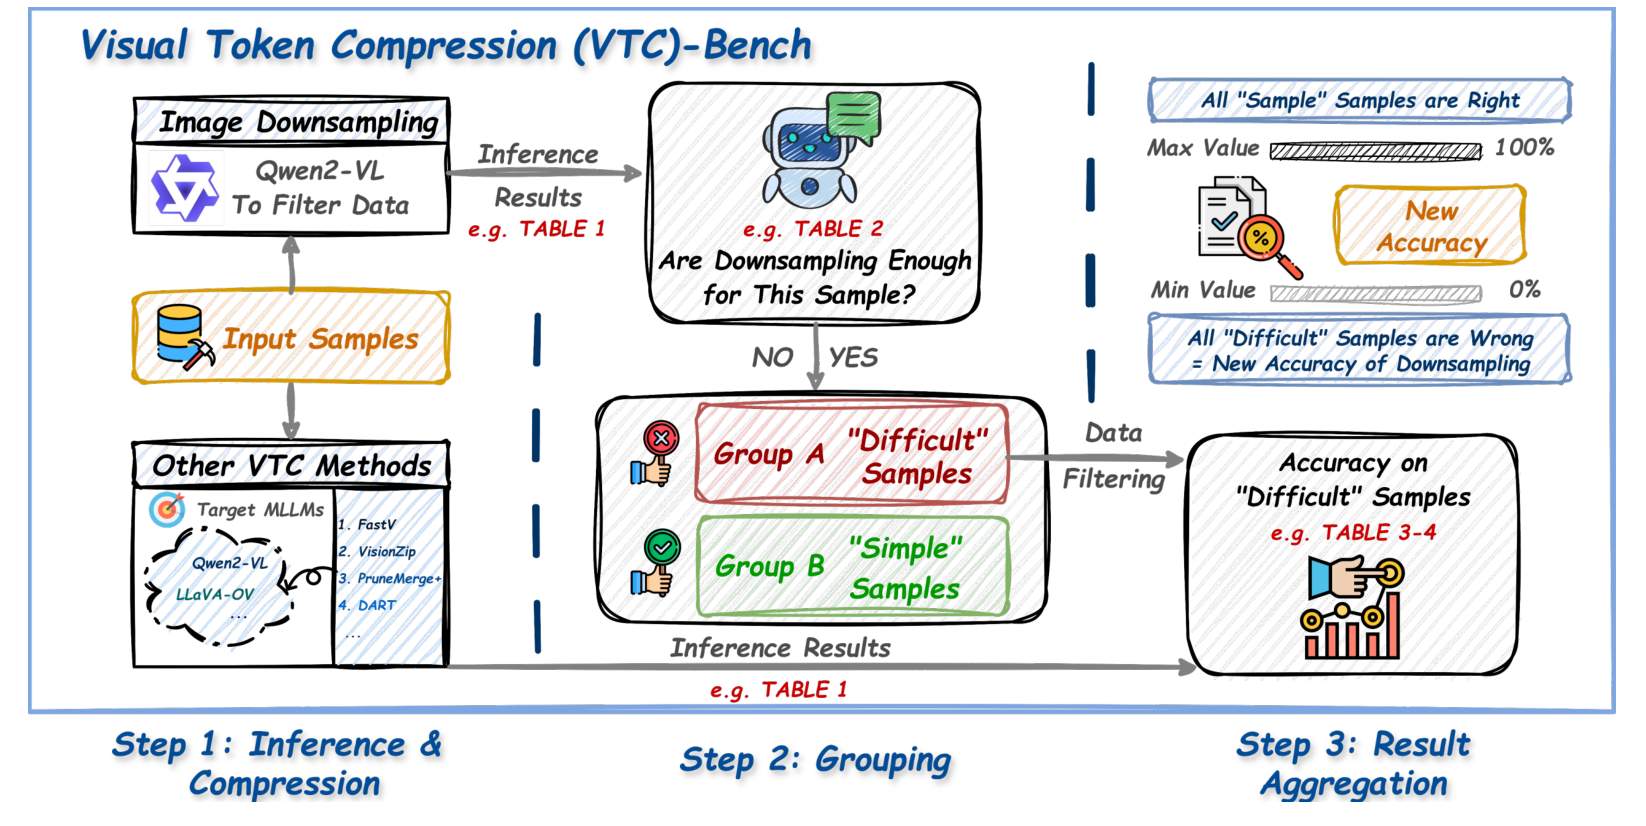 Visual Token Compression (VTC)-Bench
Image Downsampling
Qwen2-VL
To Filter Data
Inference
Results
e.g. TABLE 1
Input Samples
Other VTC Methods
Target MLLMs
Qwen2-VL
LLaVA-OV
...
1. FastV
2. VisionZip
3. PruneMerge+
4. DART
...
e.g. TABLE 2
Are Downsampling Enough
for This Sample?
NO
YES
Group A
"Difficult"
Samples
Group B
"Simple"
Samples
Inference Results
e.g. TABLE 1
Data
Filtering
All "Sample" Samples are Right
Max Value
100%
New
Accuracy
%
Min Value
0%
All "Difficult" Samples are Wrong
= New Accuracy of Downsampling
Accuracy on
"Difficult" Samples
e.g. TABLE 3-4
Step 1: Inference &
Compression
Step 2: Grouping
Step 3: Result
Aggregation